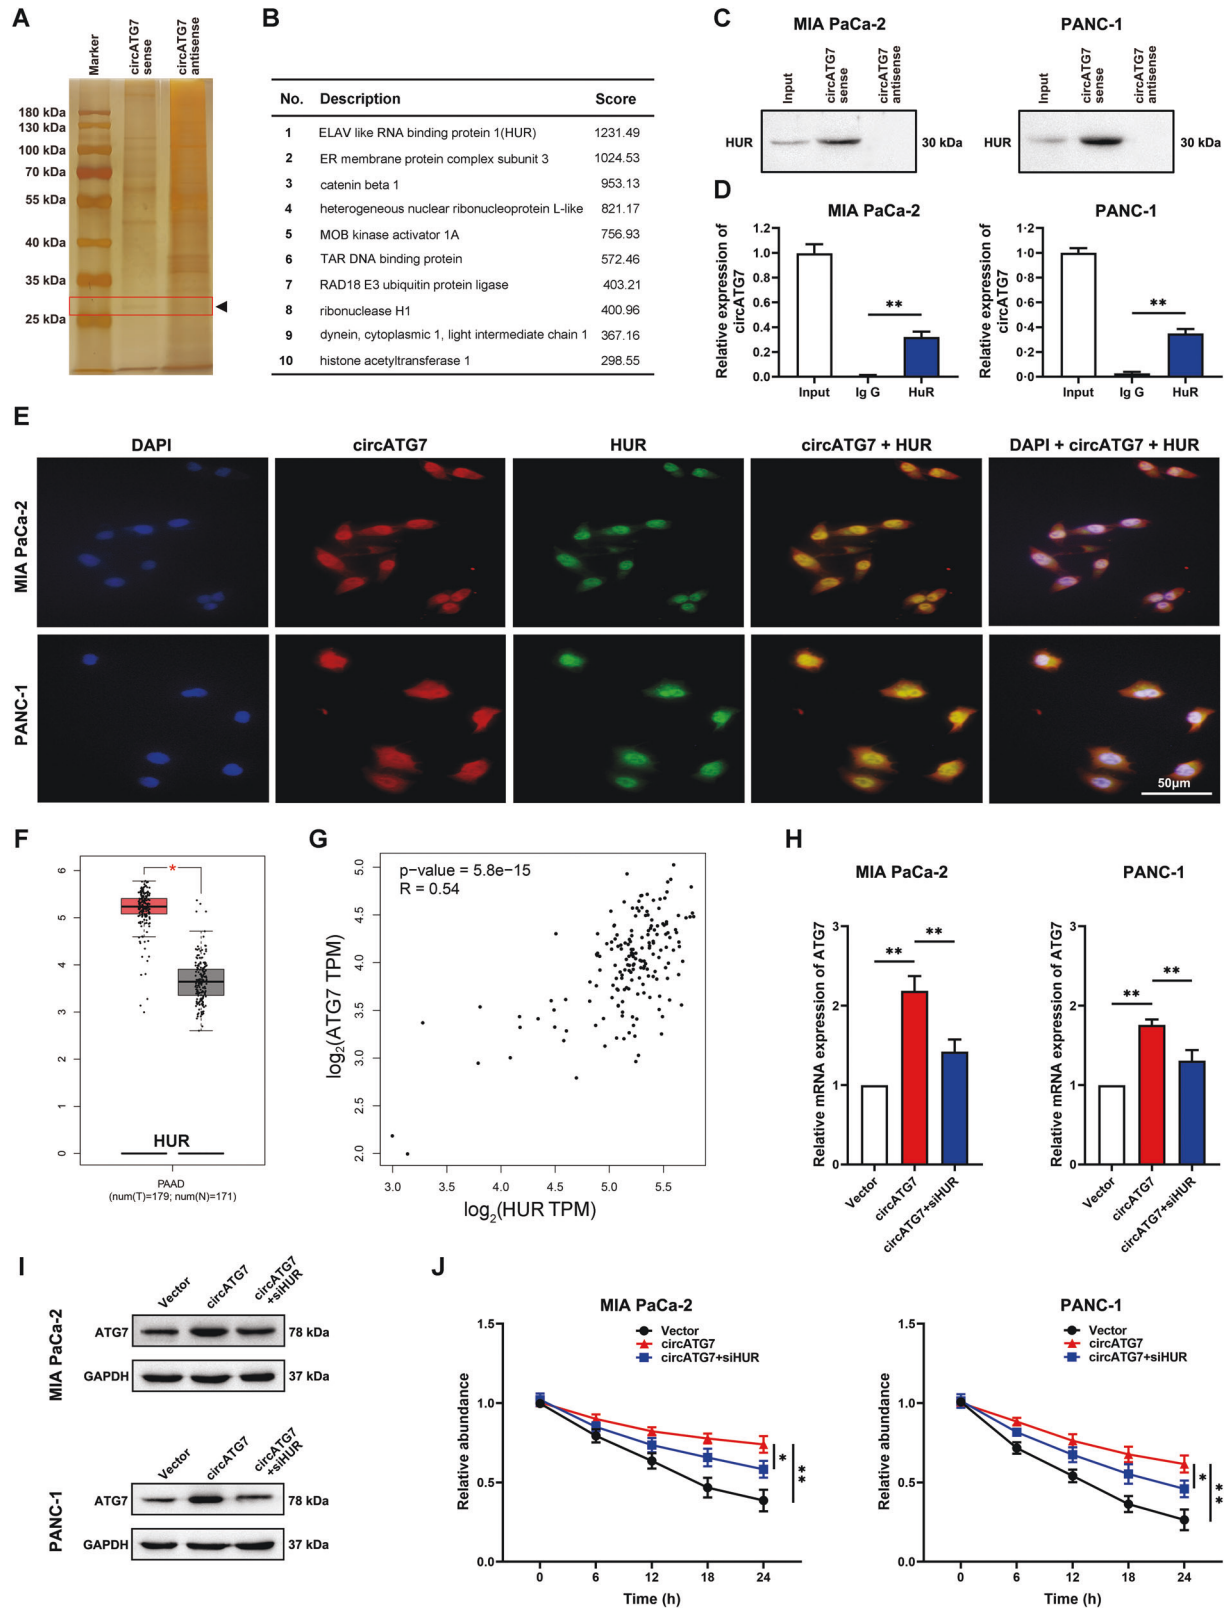 A
Marker
circATG7
sense
circATG7
antisense
180 kDa
130 kDa
100 kDa
70 kDa
55 kDa
40 kDa
35 kDa
25 kDa
B
No. Description Score
1 ELAV like RNA binding protein 1(HUR) 1231.49
2 ER membrane protein complex subunit 3 1024.53
3 catenin beta 1 953.13
4 heterogeneous nuclear ribonucleoprotein L-like 821.17
5 MOB kinase activator 1A 756.93
6 TAR DNA binding protein 572.46
7 RAD18 E3 ubiquitin protein ligase 403.21
8 ribonuclease H1 400.96
9 dynein, cytoplasmic 1, light intermediate chain 1 367.16
10 histone acetyltransferase 1 298.55
C
MIA PaCa-2
Input
circATG7
sense
circATG7
antisense
HUR
30 kDa
PANC-1
Input
circATG7
sense
circATG7
antisense
HUR
30 kDa
D
MIA PaCa-2
Relative expression of
circATG7
1.2
1.0
0.8
0.6
0.4
0.2
0.0
**
Input Ig G HuR
PANC-1
Relative expression of
circATG7
1·2
1·0
0·8
0·6
0·4
0·2
0·0
**
Input Ig G HuR
E
DAPI circATG7 HUR circATG7 + HUR DAPI + circATG7 + HUR
MIA PaCa-2
PANC-1
50μm
F
6
5
4
3
2
1
0
*
HUR
PAAD
(num(T)=179; num(N)=171)
G
p−value = 5.8e−15
R = 0.54
log2(ATG7 TPM)
5.0
4.5
4.0
3.5
3.0
2.5
2.0
3.0 3.5 4.0 4.5 5.0 5.5
log2(HUR TPM)
H
MIA PaCa-2
Relative mRNA expression of ATG7
3
2
1
0
** **
Vector
circATG7
circATG7+siHUR
PANC-1
Relative mRNA expression of ATG7
3
2
1
0
** **
Vector
circATG7
circATG7+siHUR
I
MIA PaCa-2
Vector
circATG7
circATG7
+siHUR
ATG7 78 kDa
GAPDH 37 kDa
PANC-1
Vector
circATG7
circATG7
+siHUR
ATG7 78 kDa
GAPDH 37 kDa
J
MIA PaCa-2
Vector
circATG7
circATG7+siHUR
Relative abundance
1.5
1.0
0.5
0.0
*
**
0 6 12 18 24
Time (h)
PANC-1
Vector
circATG7
circATG7+siHUR
Relative abundance
1.5
1.0
0.5
0.0
*
**
0 6 12 18 24
Time (h)